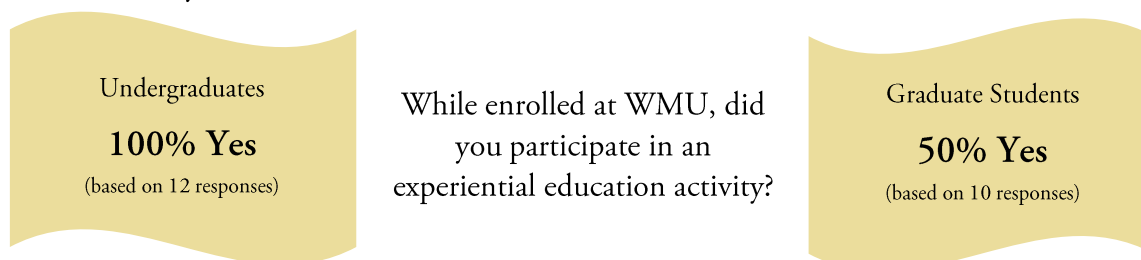 Undergraduates
100% Yes
(based on 12 responses)
While enrolled at WMU, did
you participate in an
experiential education activity?
Graduate Students
50% Yes
(based on 10 responses)